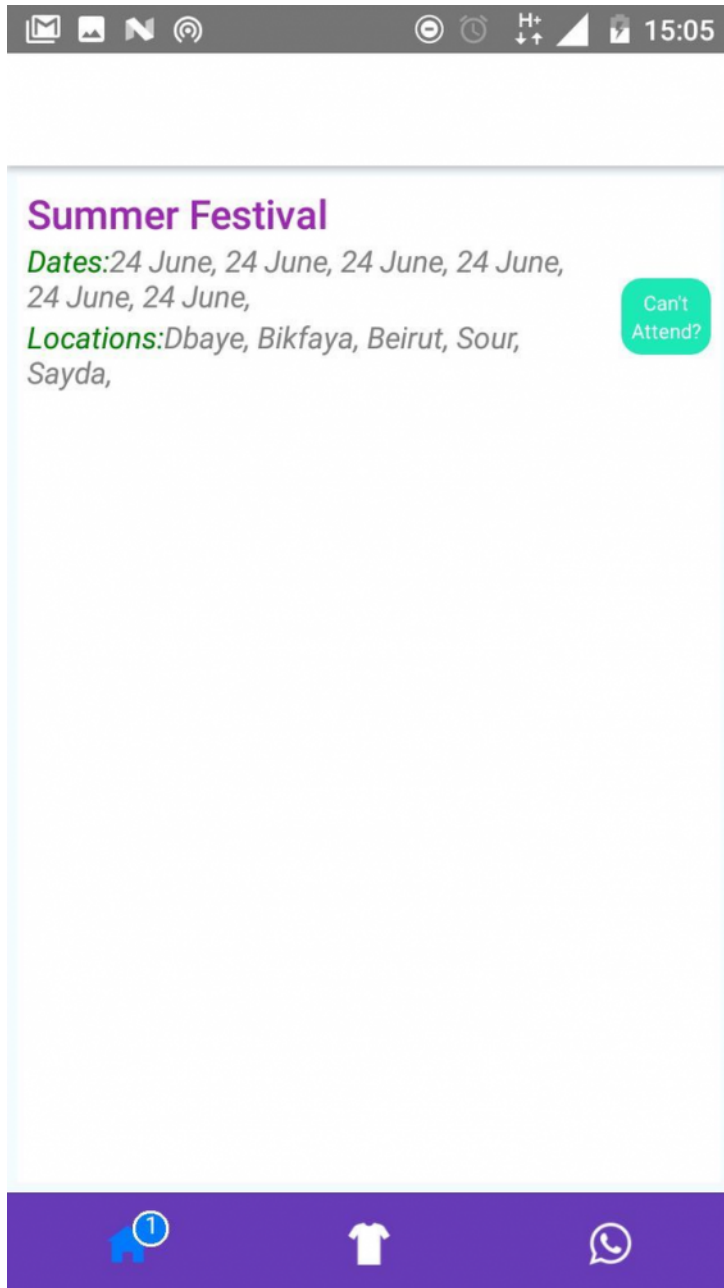 H+
15:05
Summer Festival
Dates:24 June, 24 June, 24 June, 24 June,
24 June, 24 June,
Can't
Attend?
Locations:Dbaye, Bikfaya, Beirut, Sour,
Sayda,
1